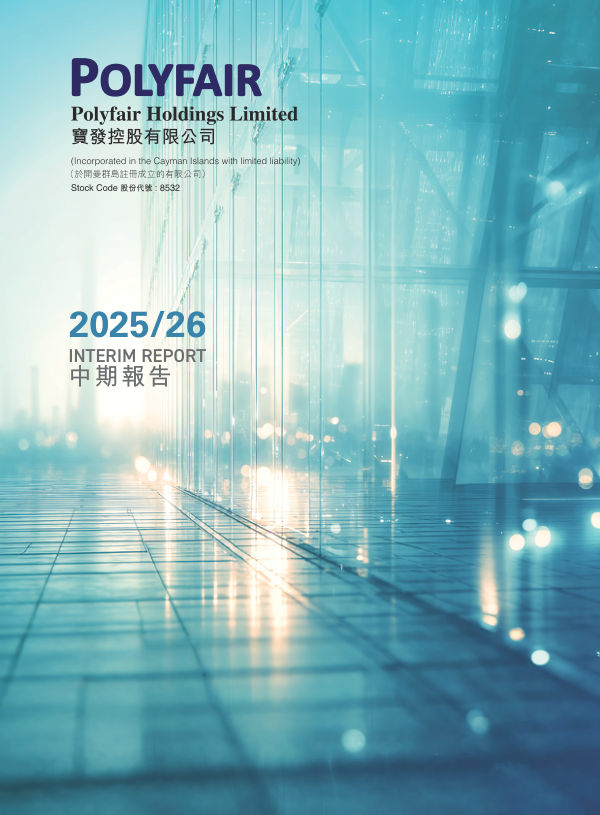 POLYFAIR
Polyfair Holdings Limited
寶發控股有限公司
(Incorporated in the Cayman Islands with limited liability)
(於開曼群島註冊成立的有限公司)
Stock Code 股份代號 : 8532
2025/26
INTERIM REPORT
中期報告